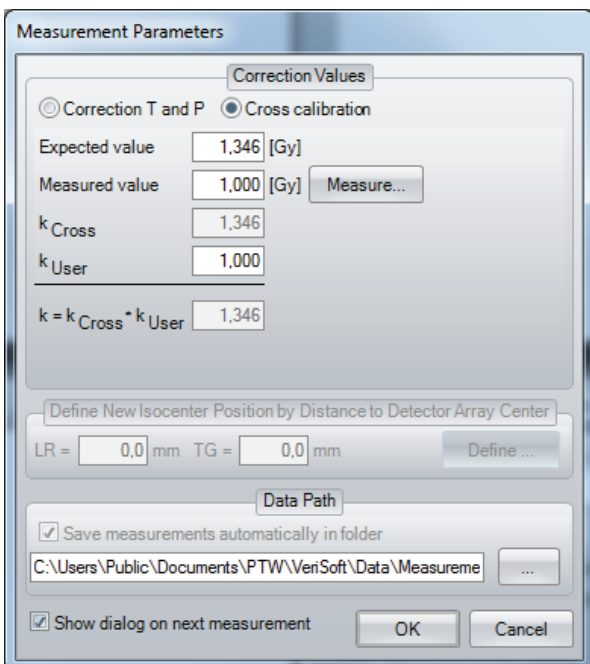 Measurement Parameters
Correction Values
Correction T and P Cross calibration
Expected value 1,346 [Gy]
Measured value 1,000 [Gy] Measure...
k Cross 1,346
k User 1,000
k = k Cross * k User 1,346
Define New Isocenter Position by Distance to Detector Array Center
LR = 0,0 mm TG = 0,0 mm Define ...
Data Path
Save measurements automatically in folder
C:\Users\Public\Documents\PTW\VeriSoft\Data\Measureme ...
Show dialog on next measurement OK Cancel